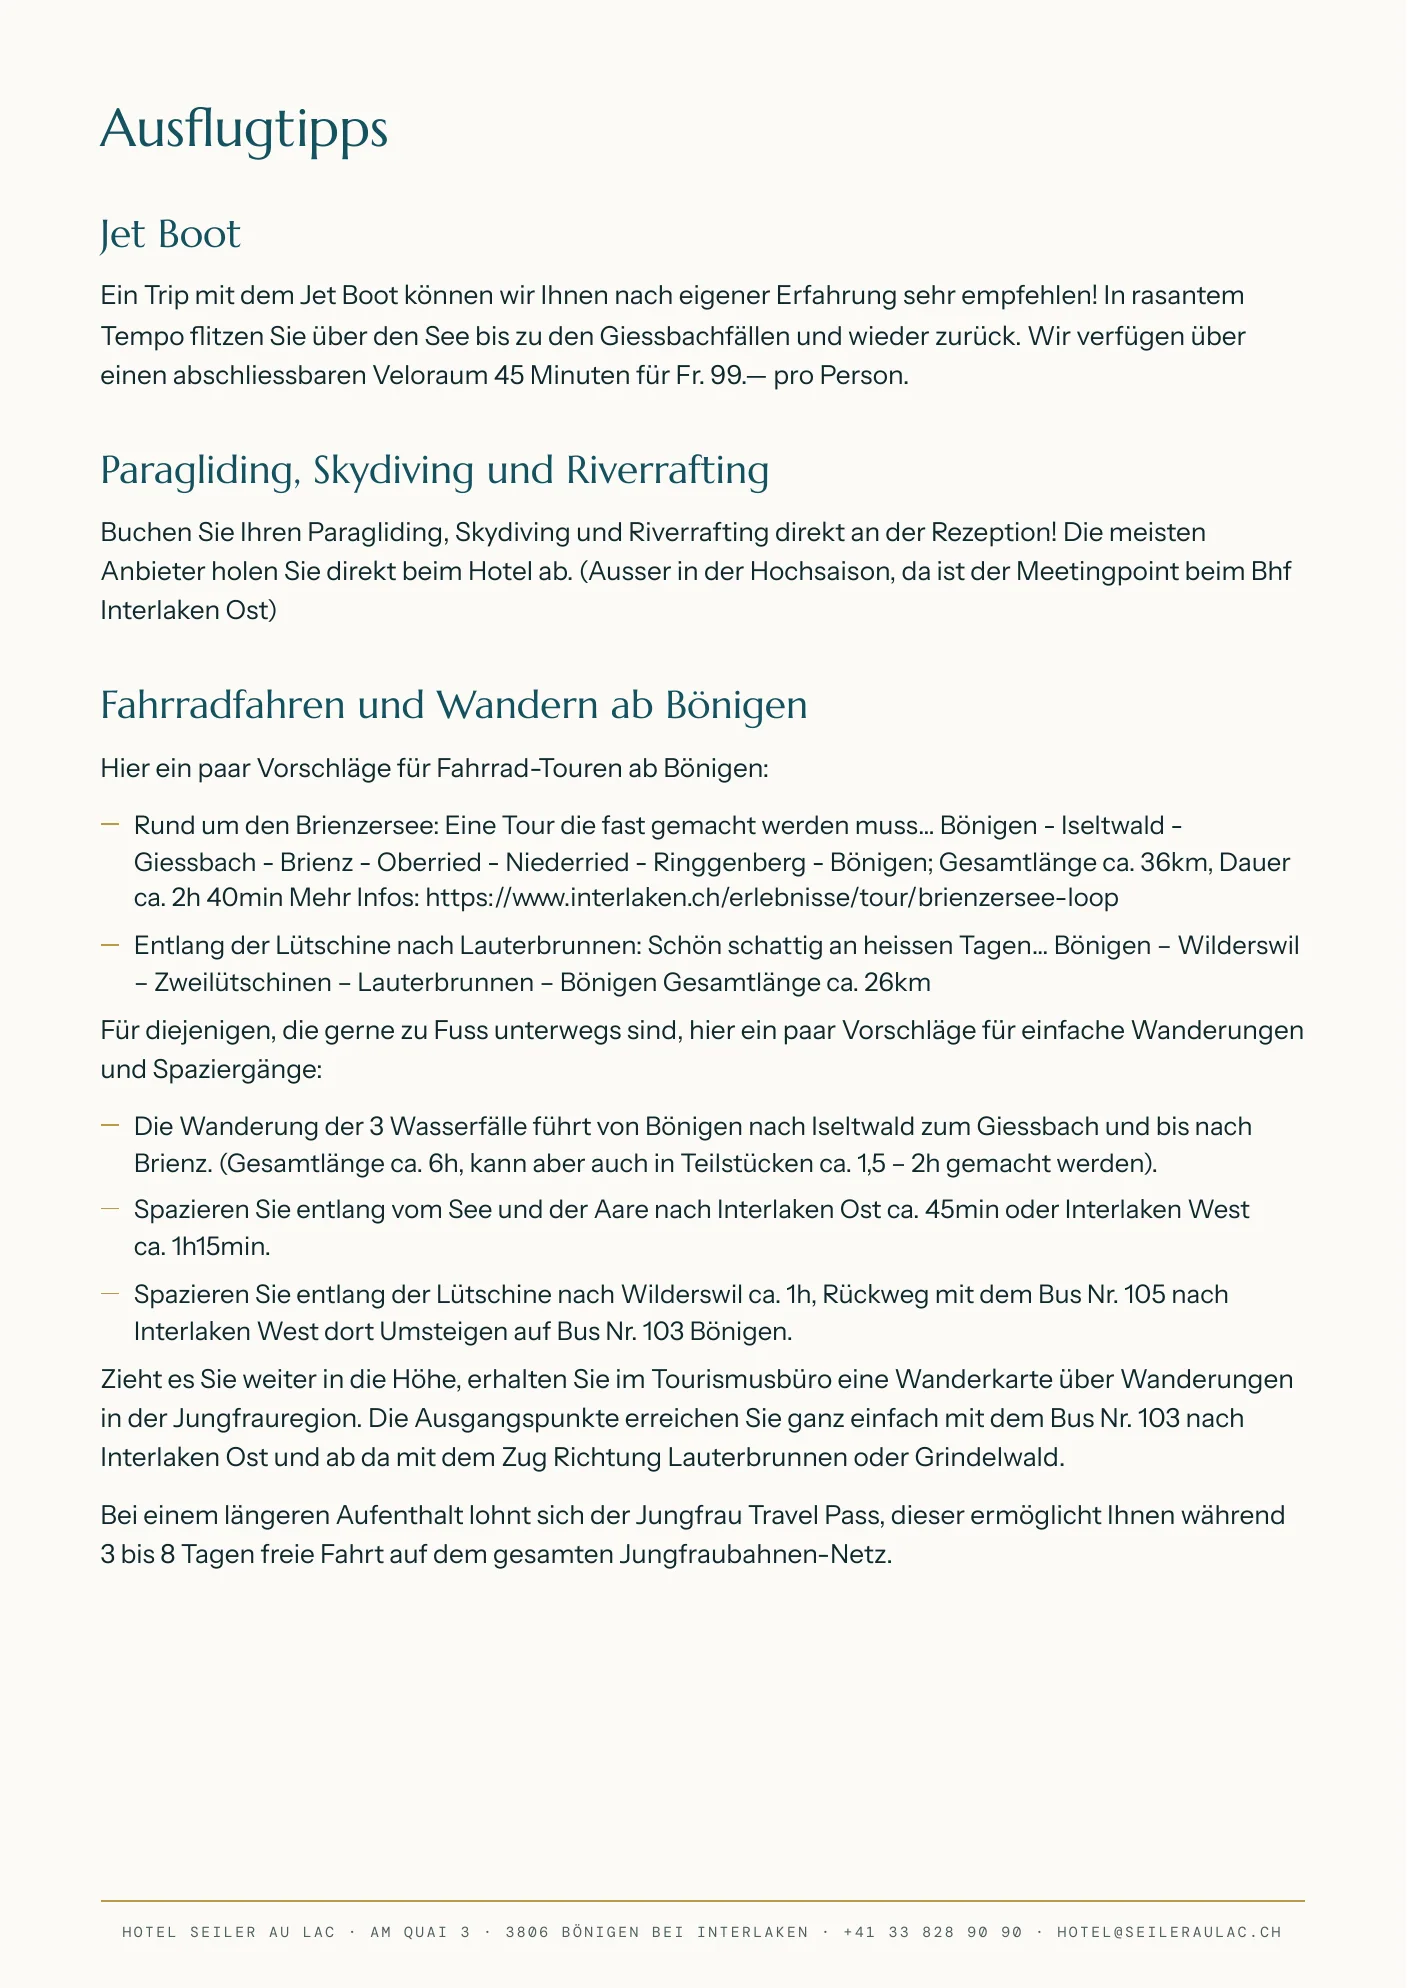 Ausflugtipps
Jet Boot
Ein Trip mit dem Jet Boot können wir Ihnen nach eigener Erfahrung sehr empfehlen! In rasantem
Tempo flitzen Sie über den See bis zu den Giessbachfällen und wieder zurück. Wir verfügen über
einen abschliessbaren Veloraum 45 Minuten für Fr. 99.— pro Person.
Paragliding, Skydiving und Riverrafting
Buchen Sie Ihren Paragliding, Skydiving und Riverrafting direkt an der Rezeption! Die meisten
Anbieter holen Sie direkt beim Hotel ab. (Ausser in der Hochsaison, da ist der Meetingpoint beim Bhf
Interlaken Ost)
Fahrradfahren und Wandern ab Bönigen
Hier ein paar Vorschläge für Fahrrad-Touren ab Bönigen:
— Rund um den Brienzersee: Eine Tour die fast gemacht werden muss... Bönigen - Iseltwald -
Giessbach - Brienz - Oberried - Niederried - Ringgenberg - Bönigen; Gesamtlänge ca. 36km, Dauer
ca. 2h 40min Mehr Infos: https://www.interlaken.ch/erlebnisse/tour/brienzersee-loop
— Entlang der Lütschine nach Lauterbrunnen: Schön schattig an heissen Tagen... Bönigen – Wilderswil
– Zweilütschinen – Lauterbrunnen – Bönigen Gesamtlänge ca. 26km
Für diejenigen, die gerne zu Fuss unterwegs sind, hier ein paar Vorschläge für einfache Wanderungen
und Spaziergänge:
— Die Wanderung der 3 Wasserfälle führt von Bönigen nach Iseltwald zum Giessbach und bis nach
Brienz. (Gesamtlänge ca. 6h, kann aber auch in Teilstücken ca. 1,5 – 2h gemacht werden).
— Spazieren Sie entlang vom See und der Aare nach Interlaken Ost ca. 45min oder Interlaken West
ca. 1h15min.
— Spazieren Sie entlang der Lütschine nach Wilderswil ca. 1h, Rückweg mit dem Bus Nr. 105 nach
Interlaken West dort Umsteigen auf Bus Nr. 103 Bönigen.
Zieht es Sie weiter in die Höhe, erhalten Sie im Tourismusbüro eine Wanderkarte über Wanderungen
in der Jungfrauregion. Die Ausgangspunkte erreichen Sie ganz einfach mit dem Bus Nr. 103 nach
Interlaken Ost und ab da mit dem Zug Richtung Lauterbrunnen oder Grindelwald.
Bei einem längeren Aufenthalt lohnt sich der Jungfrau Travel Pass, dieser ermöglicht Ihnen während
3 bis 8 Tagen freie Fahrt auf dem gesamten Jungfraubahnen-Netz.
HOTEL SEILER AU LAC · AM QUAI 3 · 3806 BÖNIGEN BEI INTERLAKEN · +41 33 828 90 90 · HOTEL@SEILERAULAC.CH